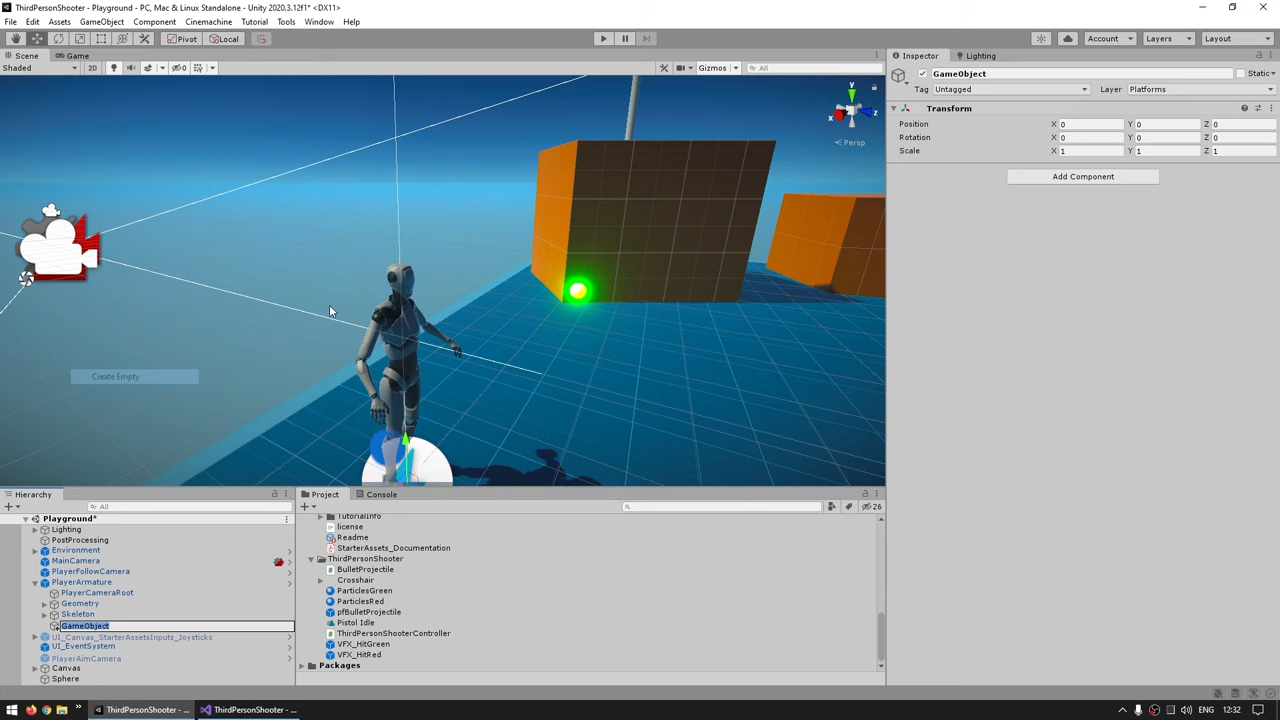 ThirdPersonShooter - Playground - PC, Mac & Linux Standalone - Unity 2020.3.12f1* <DX11>
File Edit Assets GameObject Component Cinemachine Tutorial Tools Window Help
Pivot Local Account Layers Layout
Scene Game
Shaded 2D 0 Gizmos All
y
x
z
Persp
Create Empty
Inspector Lighting
GameObject Static
Tag Untagged Layer Platforms
Transform
Position X 0 Y 0 Z 0
Rotation X 0 Y 0 Z 0
Scale X 1 Y 1 Z 1
Add Component
Hierarchy
All
Playground*
Lighting
PostProcessing
Environment
MainCamera
PlayerFollowCamera
PlayerArmature
PlayerCameraRoot
Geometry
Skeleton
GameObject
UI_Canvas_StarterAssetsInputs_Joysticks
UI_EventSystem
PlayerAimCamera
Canvas
Sphere
Project Console
26
TutorialInfo
license
Readme
StarterAssets_Documentation
ThirdPersonShooter
BulletProjectile
Crosshair
ParticlesGreen
ParticlesRed
pfBulletProjectile
Pistol Idle
ThirdPersonShooterController
VFX_HitGreen
VFX_HitRed
Packages
ThirdPersonShooter - ... ThirdPersonShooter - ... ENG 12:32